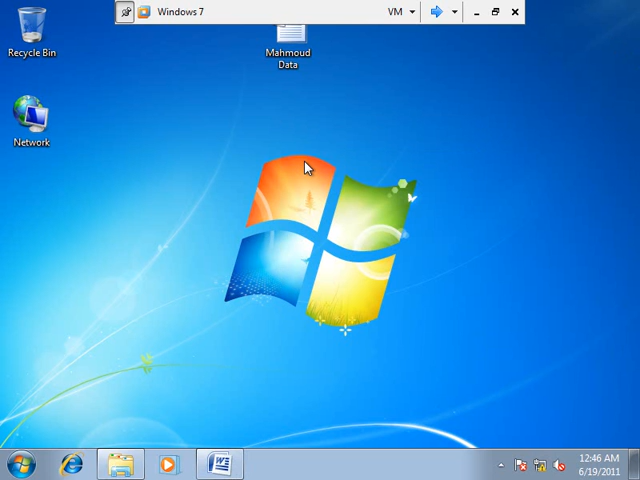 Windows 7
VM
Recycle Bin
Mahmoud
Data
Network
12:46 AM
6/19/2011